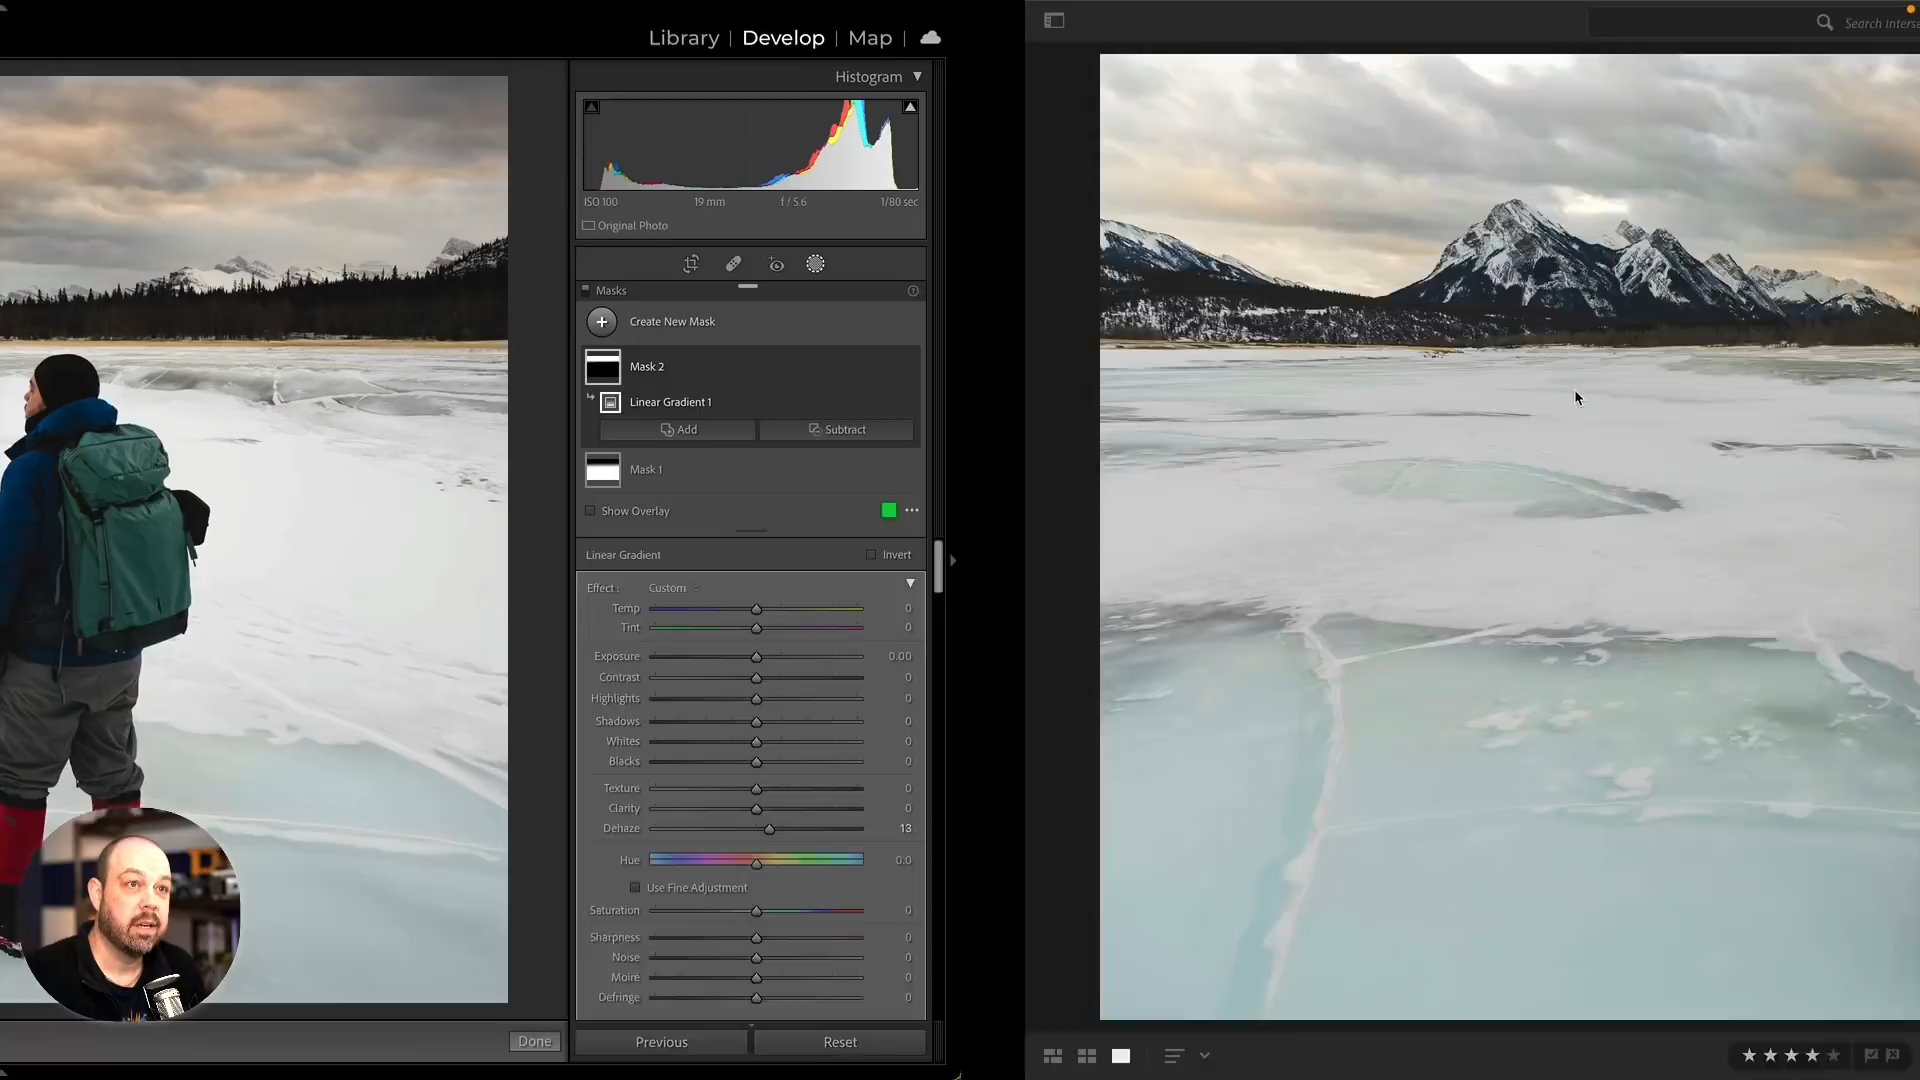 Library | Develop | Map |
Search Interse
Histogram
ISO 100 19 mm f / 5.6 1/80 sec
Original Photo
Masks
Create New Mask
Mask 2
Linear Gradient 1
Add Subtract
Mask 1
Show Overlay
Linear Gradient Invert
Effect : Custom
Temp 0
Tint 0
Exposure 0.00
Contrast 0
Highlights 0
Shadows 0
Whites 0
Blacks 0
Texture 0
Clarity 0
Dehaze 13
Hue 0.0
Use Fine Adjustment
Saturation 0
Sharpness 0
Noise 0
Moiré 0
Defringe 0
Done Previous Reset